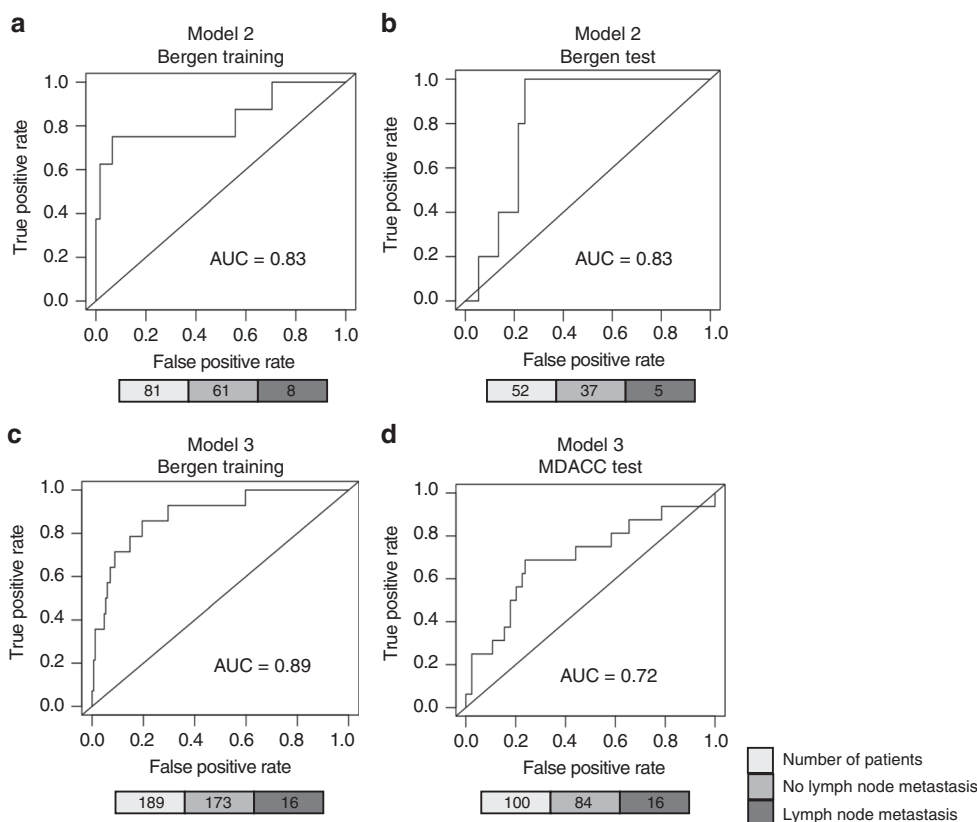 a
Model 2
Bergen training
1.0
0.8
0.6
0.4
0.2
0.0
True positive rate
AUC = 0.83
0.0 0.2 0.4 0.6 0.8 1.0
False positive rate
81 61 8
b
Model 2
Bergen test
1.0
0.8
0.6
0.4
0.2
0.0
True positive rate
AUC = 0.83
0.0 0.2 0.4 0.6 0.8 1.0
False positive rate
52 37 5
c
Model 3
Bergen training
1.0
0.8
0.6
0.4
0.2
0.0
True positive rate
AUC = 0.89
0.0 0.2 0.4 0.6 0.8 1.0
False positive rate
189 173 16
d
Model 3
MDACC test
1.0
0.8
0.6
0.4
0.2
0.0
True positive rate
AUC = 0.72
0.0 0.2 0.4 0.6 0.8 1.0
False positive rate
100 84 16
Number of patients
No lymph node metastasis
Lymph node metastasis